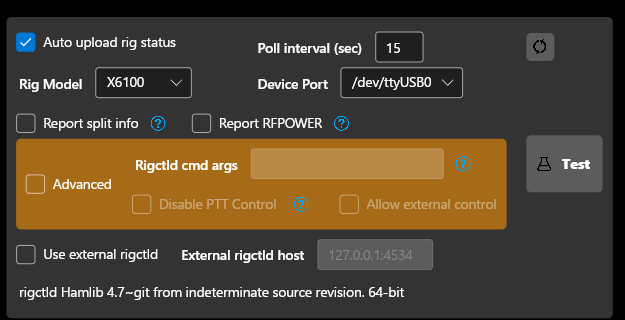 Auto upload rig status Poll interval (sec) 15
Rig Model X6100 Device Port /dev/ttyUSB0
Report split info ? Report RFPOWER ?
Rigctld cmd args ?
Advanced
Test
Disable PTT Control ? Allow external control
Use external rigctld External rigctld host 127.0.0.1:4534
rigctld Hamlib 4.7~git from indeterminate source revision. 64-bit